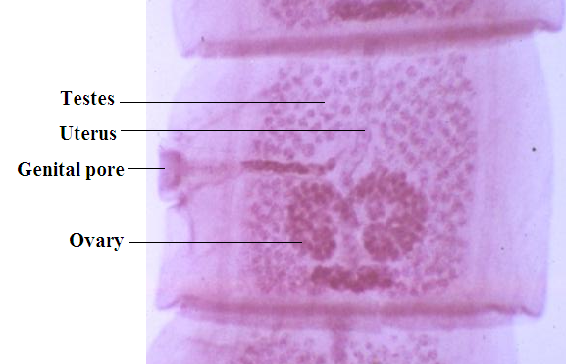 Testes
Uterus
Genital pore
Ovary